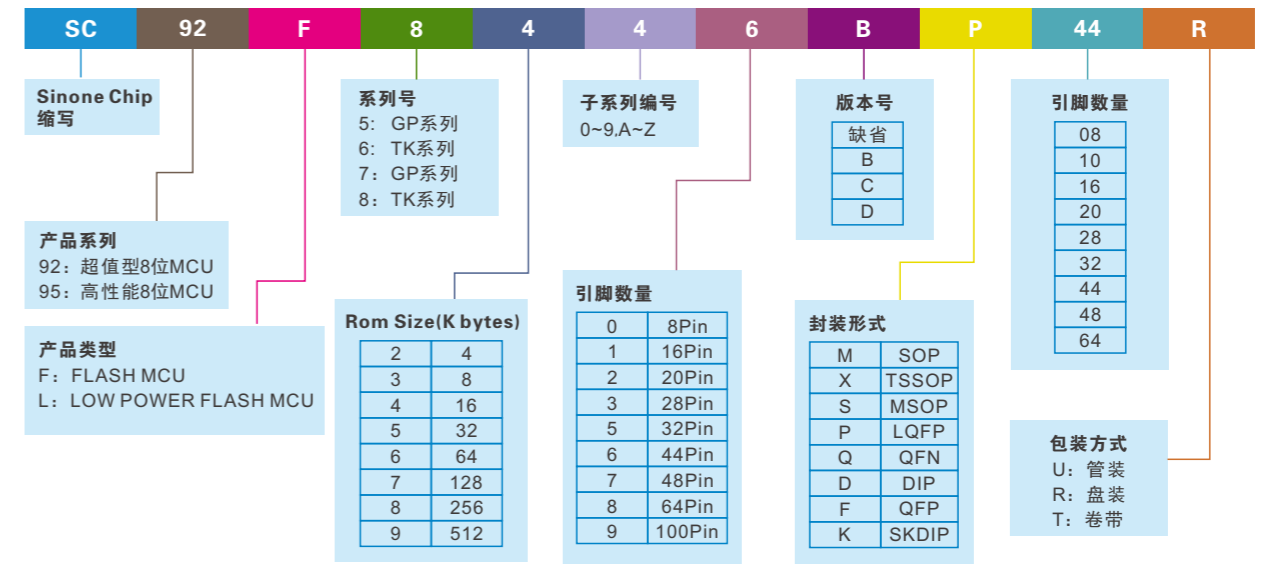 SC 92 F 8 4 4 6 B P 44 R
Sinone Chip
缩写
产品系列
92：超值型8位MCU
95：高性能8位MCU
产品类型
F：FLASH MCU
L：LOW POWER FLASH MCU
系列号
5: GP系列
6: TK系列
7：GP系列
8：TK系列
Rom Size(K bytes)
2 4
3 8
4 16
5 32
6 64
7 128
8 256
9 512
子系列编号
0~9,A~Z
引脚数量
0 8Pin
1 16Pin
2 20Pin
3 28Pin
5 32Pin
6 44Pin
7 48Pin
8 64Pin
9 100Pin
版本号
缺省
B
C
D
封装形式
M SOP
X TSSOP
S MSOP
P LQFP
Q QFN
D DIP
F QFP
K SKDIP
引脚数量
08
10
16
20
28
32
44
48
64
包装方式
U：管装
R：盘装
T：卷带